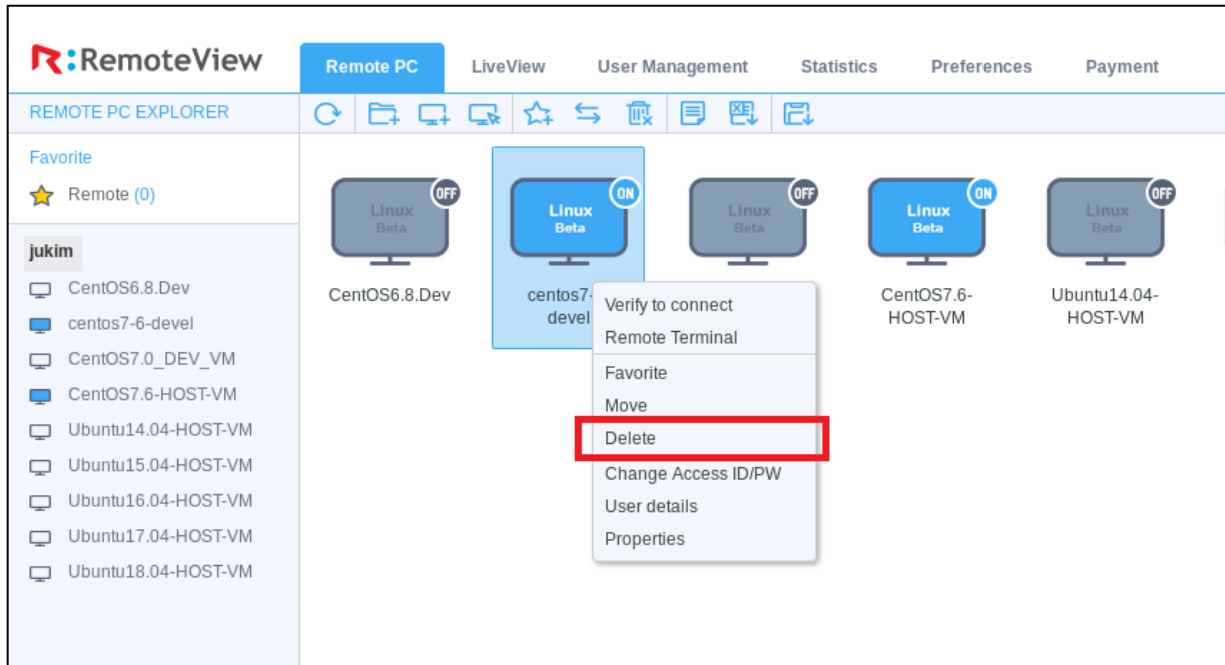 RemoteView
Remote PC
LiveView
User Management
Statistics
Preferences
Payment
REMOTE PC EXPLORER
XE
Favorite
Remote (0)
jukim
CentOS6.8.Dev
centos7-6-devel
CentOS7.0_DEV_VM
CentOS7.6-HOST-VM
Ubuntu14.04-HOST-VM
Ubuntu15.04-HOST-VM
Ubuntu16.04-HOST-VM
Ubuntu17.04-HOST-VM
Ubuntu18.04-HOST-VM
OFF
Linux
Beta
CentOS6.8.Dev
ON
Linux
Beta
centos7-
devel
OFF
Linux
Beta
ON
Linux
Beta
CentOS7.6-
HOST-VM
OFF
Linux
Beta
Ubuntu14.04-
HOST-VM
Verify to connect
Remote Terminal
Favorite
Move
Delete
Change Access ID/PW
User details
Properties